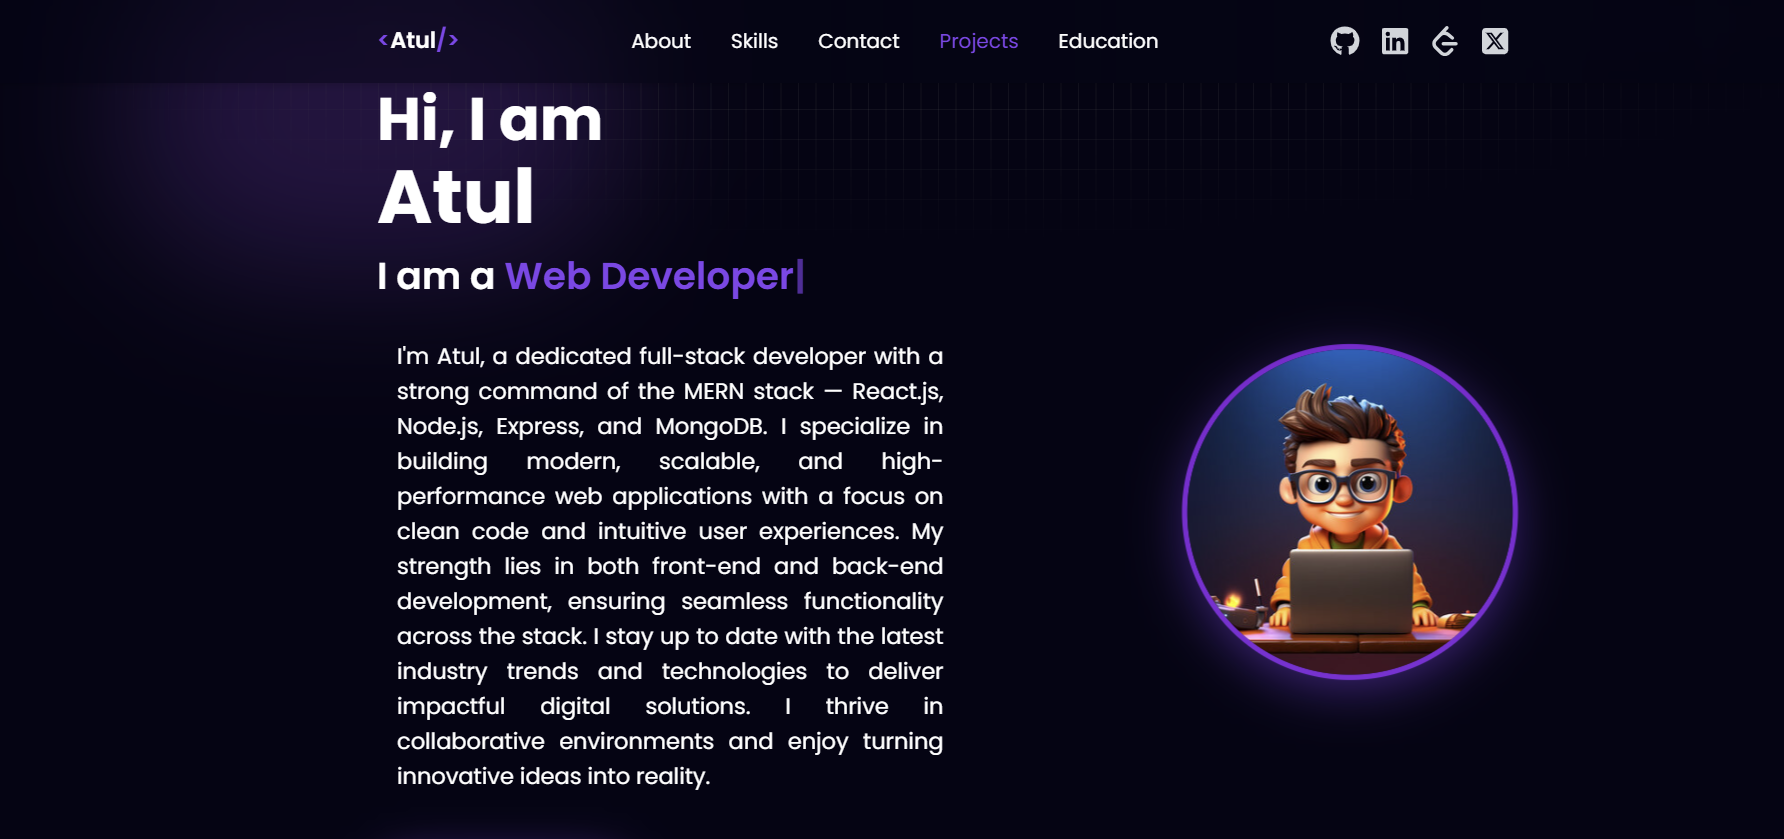 <Atul/>
About Skills Contact Projects Education
Hi, I am
Atul
I am a Web Developer|
I'm Atul, a dedicated full-stack developer with a
strong command of the MERN stack — React.js,
Node.js, Express, and MongoDB. I specialize in
building modern, scalable, and high-
performance web applications with a focus on
clean code and intuitive user experiences. My
strength lies in both front-end and back-end
development, ensuring seamless functionality
across the stack. I stay up to date with the latest
industry trends and technologies to deliver
impactful digital solutions. I thrive in
collaborative environments and enjoy turning
innovative ideas into reality.